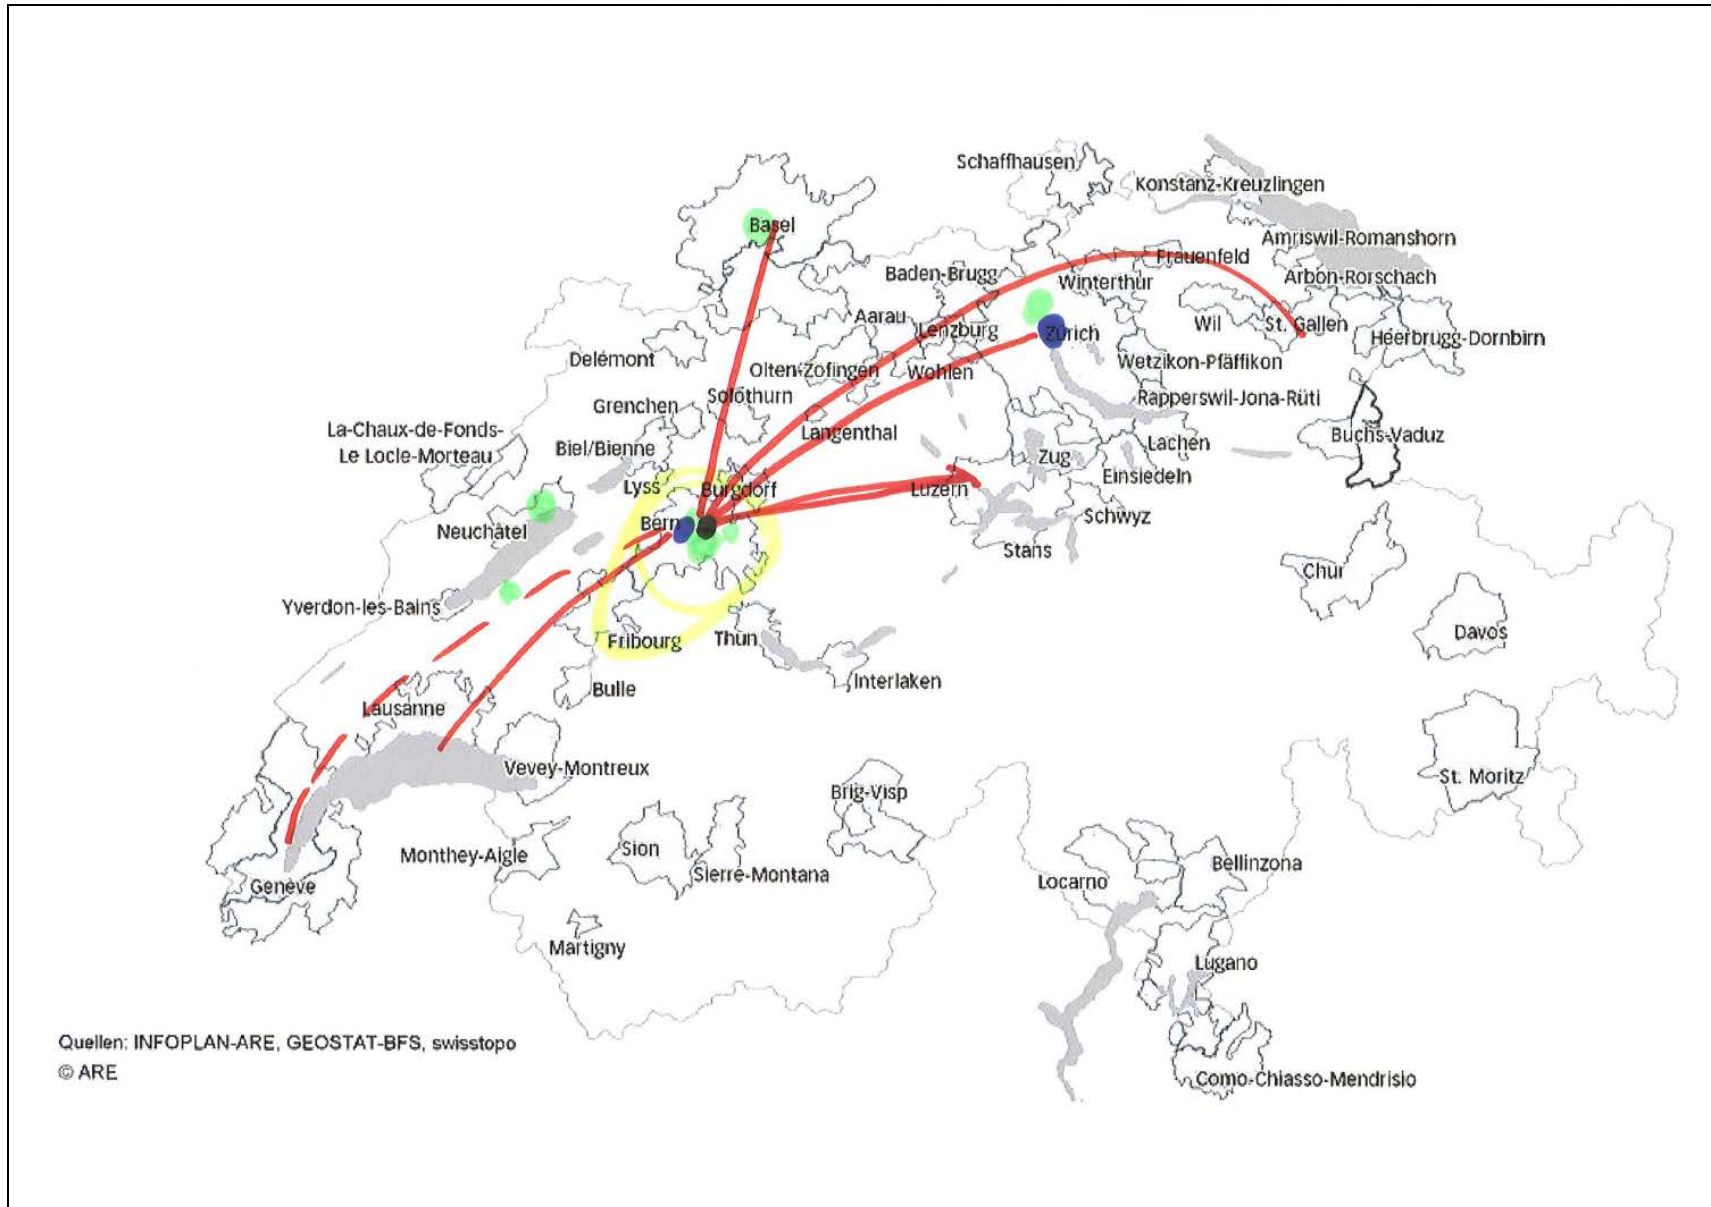 Schaffhausen
Konstanz-Kreuzlingen
Basel
Amriswil-Romanshorn
Frauenfeld
Baden-Brugg
Winterthur
Arbon-Rorschach
Aarau
Lenzburg
Zürich
Wil
St. Gallen
Heerbrugg-Dornbirn
Delémont
Olten-Zofingen
Wohlen
Wetzikon-Pfäffikon
Grenchen
Solothurn
Rapperswil-Jona-Rüti
La-Chaux-de-Fonds-
Le Locle-Morteau
Biel/Bienne
Langenthal
Lachen
Buchs-Vaduz
Zug
Einsiedeln
Lyss
Burgdorf
Luzern
Neuchâtel
Bern
Schwyz
Stans
Chur
Yverdon-les-Bains
Fribourg
Thun
Davos
Bulle
Interlaken
Lausanne
Vevey-Montreux
St. Moritz
Brig-Visp
Monthey-Aigle
Sion
Sierre-Montana
Bellinzona
Locarno
Genève
Martigny
Lugano
Quellen: INFOPLAN-ARE, GEOSTAT-BFS, swisstopo
© ARE
Como-Chiasso-Mendrisio